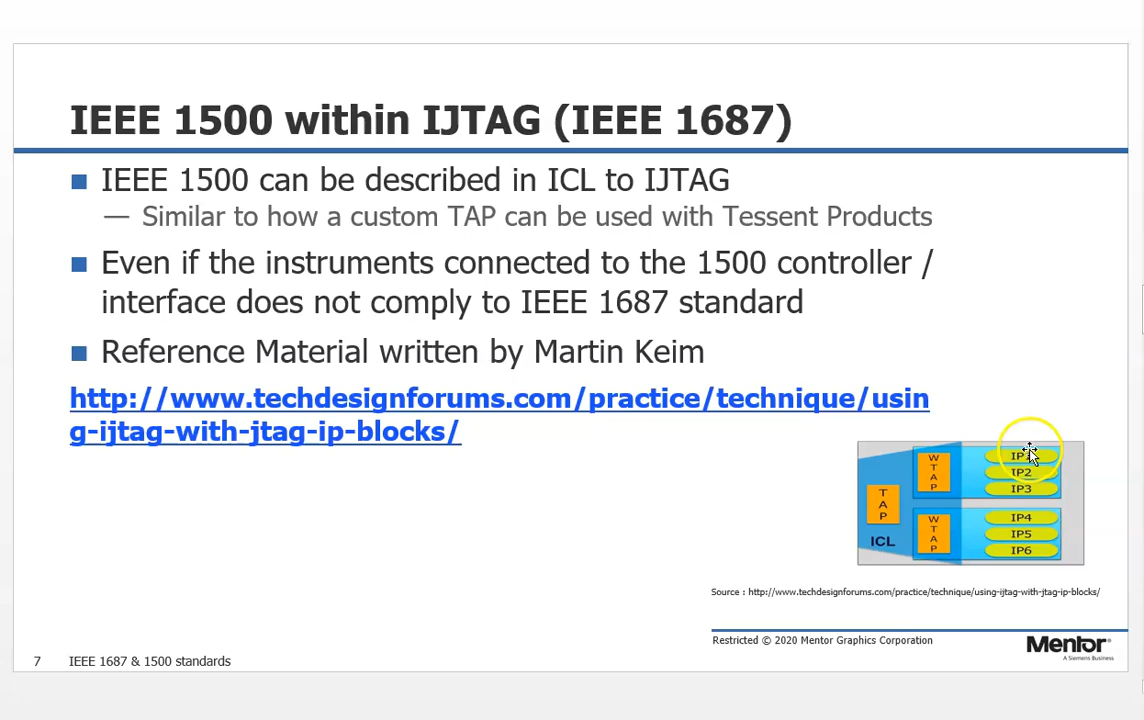 IEEE 1500 within IJTAG (IEEE 1687)
IEEE 1500 can be described in ICL to IJTAG
— Similar to how a custom TAP can be used with Tessent Products
Even if the instruments connected to the 1500 controller /
interface does not comply to IEEE 1687 standard
Reference Material written by Martin Keim
http://www.techdesignforums.com/practice/technique/usin
g-ijtag-with-jtag-ip-blocks/
TAP
ICL
WTAP
IP2
IP3
WTAP
IP4
IP5
IP6
Source : http://www.techdesignforums.com/practice/technique/using-ijtag-with-jtag-ip-blocks/
Restricted © 2020 Mentor Graphics Corporation
Mentor®
A Siemens Business
7 IEEE 1687 & 1500 standards